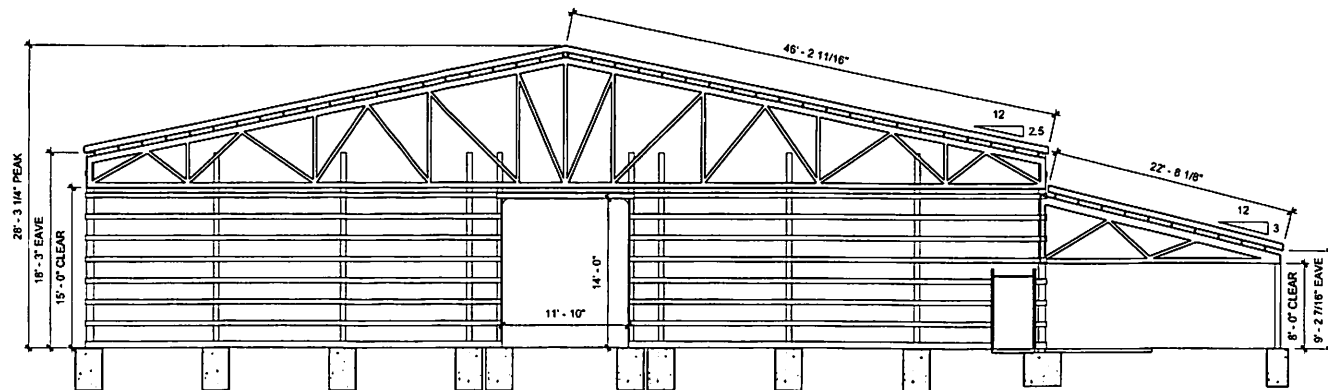 46' - 2 11/16"
12
2.5
22' - 8 1/8"
12
3
28' - 3 1/4" PEAK
18' - 3" EAVE
15' - 0" CLEAR
14' - 0"
11' - 10"
8' - 0" CLEAR
9' - 2 7/16" EAVE